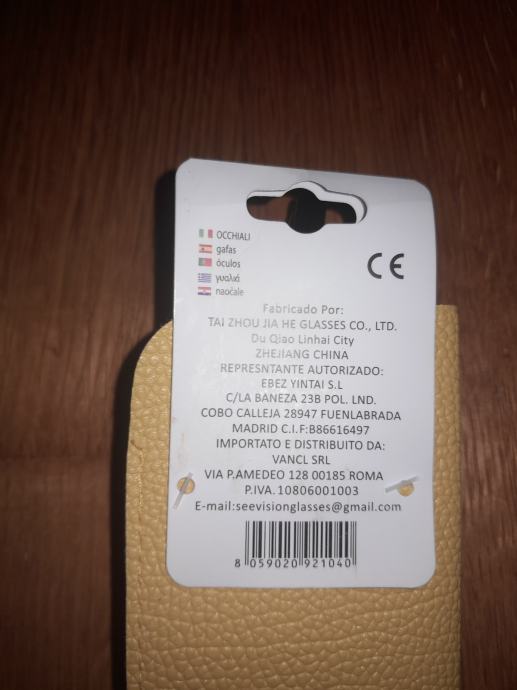 OCCHIALI
gafas
óculos
γυαλιά
naočale
CE
Fabricado Por:
TAI ZHOU JIA HE GLASSES CO., LTD.
Du Qiao Linhai City
ZHEJIANG CHINA
REPRESNTANTE AUTORIZADO:
EBEZ YINTAI S.L
C/LA BANEZA 23B POL. LND.
COBO CALLEJA 28947 FUENLABRADA
MADRID C.I.F:B86616497
IMPORTATO E DISTRIBUITO DA:
VANCL SRL
VIA P.AMEDEO 128 00185 ROMA
P.IVA.10806001003
E-mail:seevisionglasses@gmail.com
8 059020 921040